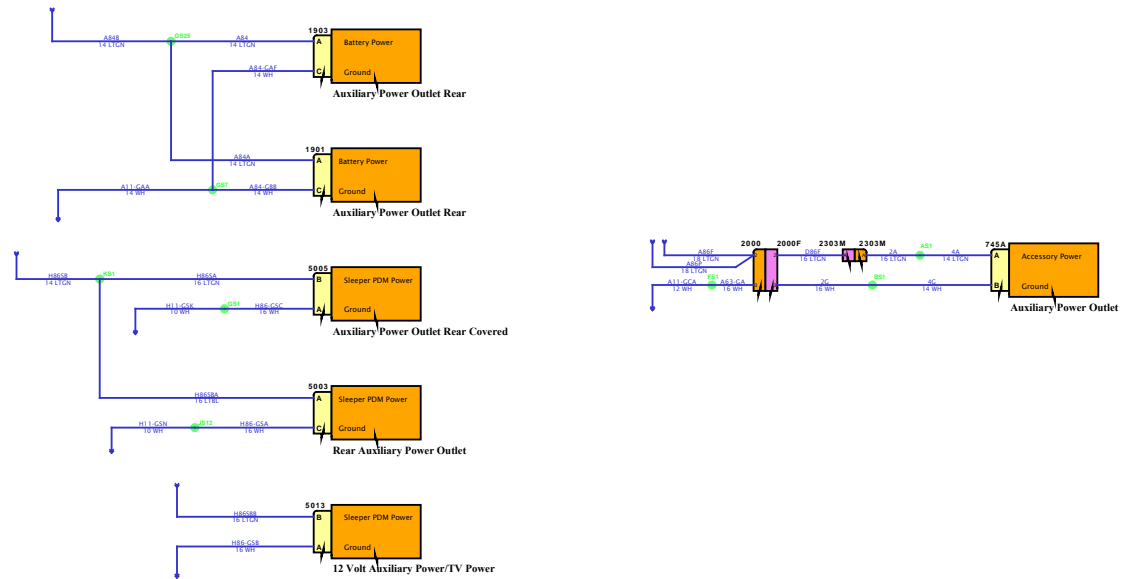 1903
A84B
14 LTGN
GS25
A84
14 LTGN
A
Battery Power
A84-GAF
14 WH
C
Ground
Auxiliary Power Outlet Rear
1901
A84A
14 LTGN
A
Battery Power
A11-GAA
14 WH
GS7
A84-GBB
14 WH
C
Ground
Auxiliary Power Outlet Rear
5005
H86SB
14 LTGN
KS1
H86SA
16 LTGN
B
Sleeper PDM Power
H11-GSK
10 WH
GS1
H86-GSC
16 WH
A
Ground
Auxiliary Power Outlet Rear Covered
5003
H86SBA
16 LTBL
A
Sleeper PDM Power
H11-GSN
10 WH
JS12
H86-GSA
16 WH
C
Ground
Rear Auxiliary Power Outlet
5013
H86SBB
16 LTGN
B
Sleeper PDM Power
H86-GSB
16 WH
A
Ground
12 Volt Auxiliary Power/TV Power
2000
2000F
2303M
2303M
745A
A86F
18 LTGN
A86P
18 LTGN
D86F
16 LTGN
2A
16 LTGN
AS1
4A
14 LTGN
A
Accessory Power
A11-GCA
12 WH
FS1
A63-GA
16 WH
2G
16 WH
BS1
4G
14 WH
B
Ground
Auxiliary Power Outlet